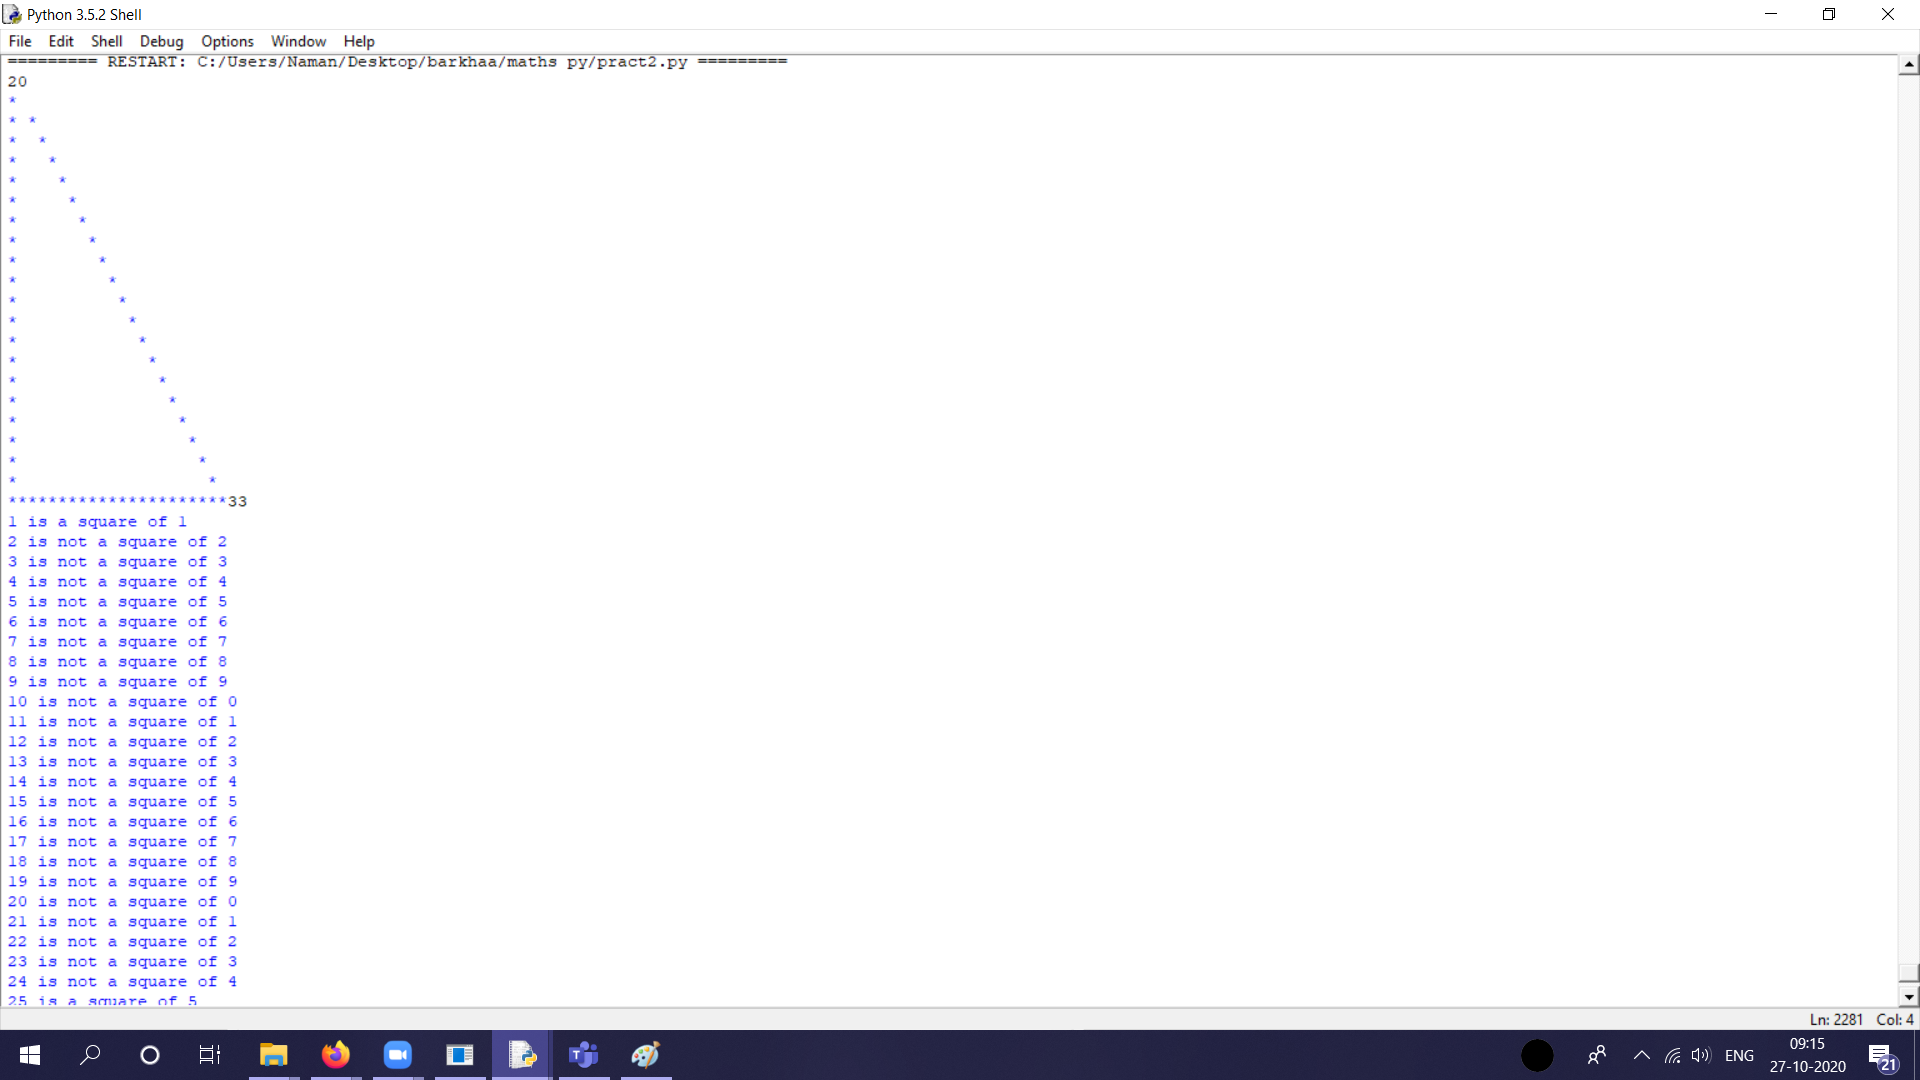 Python 3.5.2 Shell
File Edit Shell Debug Options Window Help
========= RESTART: C:/Users/Naman/Desktop/barkhaa/maths py/pract2.py =========
20
*
* *
*  *
*   *
*    *
*     *
*      *
*       *
*        *
*         *
*          *
*           *
*            *
*             *
*              *
*               *
*                *
*                 *
*                  *
*                   *
**********************33
1 is a square of 1
2 is not a square of 2
3 is not a square of 3
4 is not a square of 4
5 is not a square of 5
6 is not a square of 6
7 is not a square of 7
8 is not a square of 8
9 is not a square of 9
10 is not a square of 0
11 is not a square of 1
12 is not a square of 2
13 is not a square of 3
14 is not a square of 4
15 is not a square of 5
16 is not a square of 6
17 is not a square of 7
18 is not a square of 8
19 is not a square of 9
20 is not a square of 0
21 is not a square of 1
22 is not a square of 2
23 is not a square of 3
24 is not a square of 4
25 is a square of 5
Ln: 2281 Col: 4
ENG
09:15
27-10-2020
21